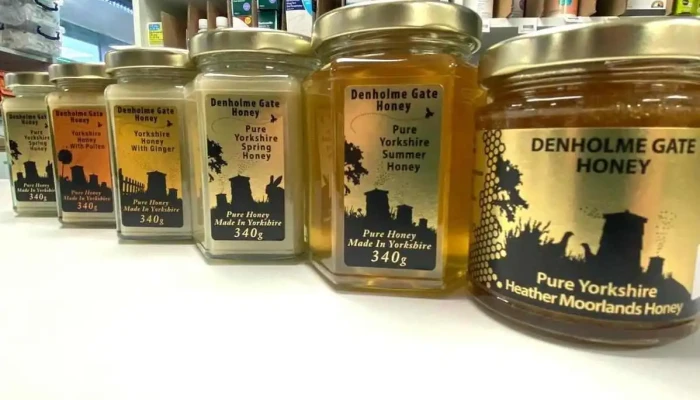 Denholme Gate
Honey
Pure
Yorkshire
Spring
Honey
Pure Honey
Made In Yorkshire
340g
Denholme Gate
Honey
Yorkshire
Honey
With Pollen
Pure Honey
Made In Yorkshire
340g
Denholme Gate
Honey
Yorkshire
Honey
With Ginger
Pure Honey
Made In Yorkshire
340g
Denholme Gate
Honey
Pure
Yorkshire
Spring
Honey
Pure Honey
Made In Yorkshire
340g
Denholme Gate
Honey
Pure
Yorkshire
Summer
Honey
Pure Honey
Made In Yorkshire
340g
DENHOLME GATE
HONEY
Pure Yorkshire
Heather Moorlands Honey